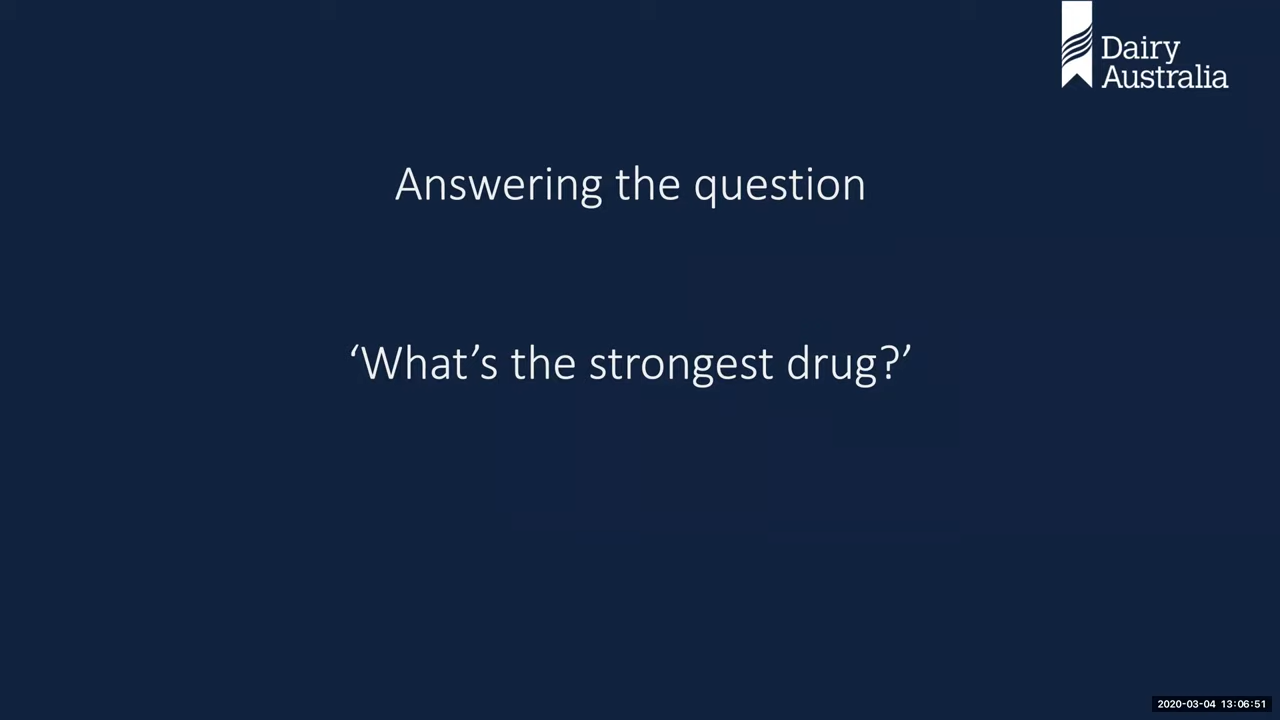 Dairy
Australia
Answering the question
‘What’s the strongest drug?’
2020-03-04 13:06:51